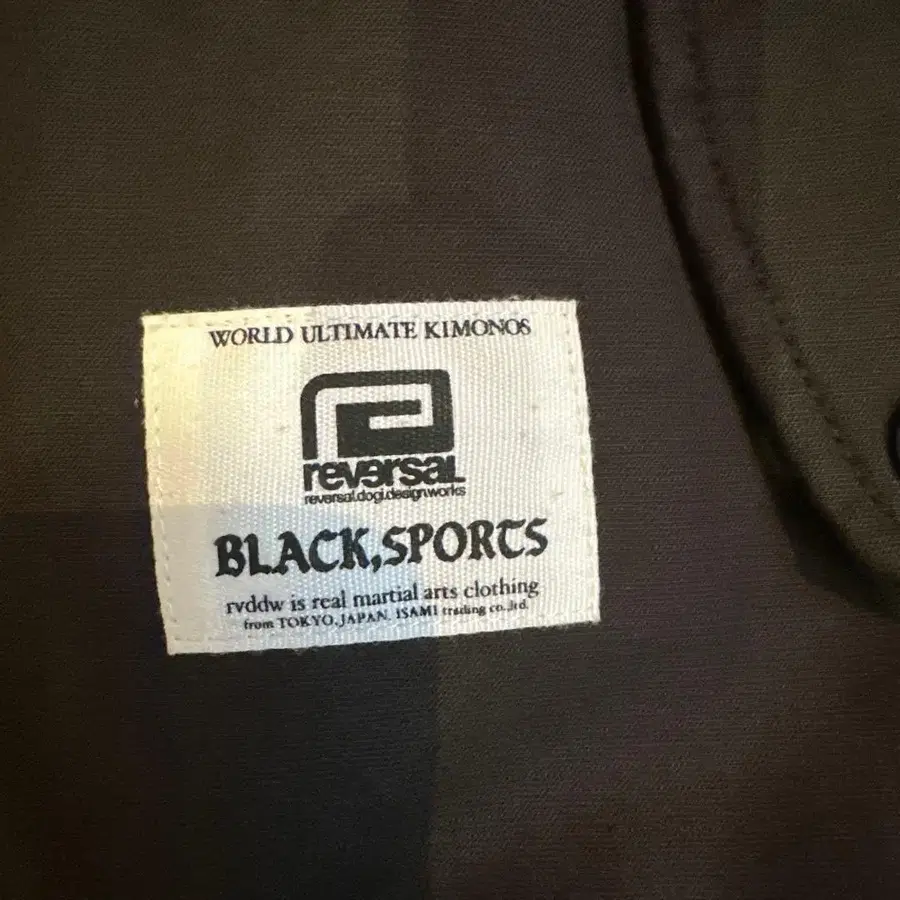 WORLD ULTIMATE KIMONOS
reversal
reversal.dogi.design.works
BLACK,SPORTS
rvddw is real martial arts clothing
from TOKYO,JAPAN. ISAMI trading co.,ltd.